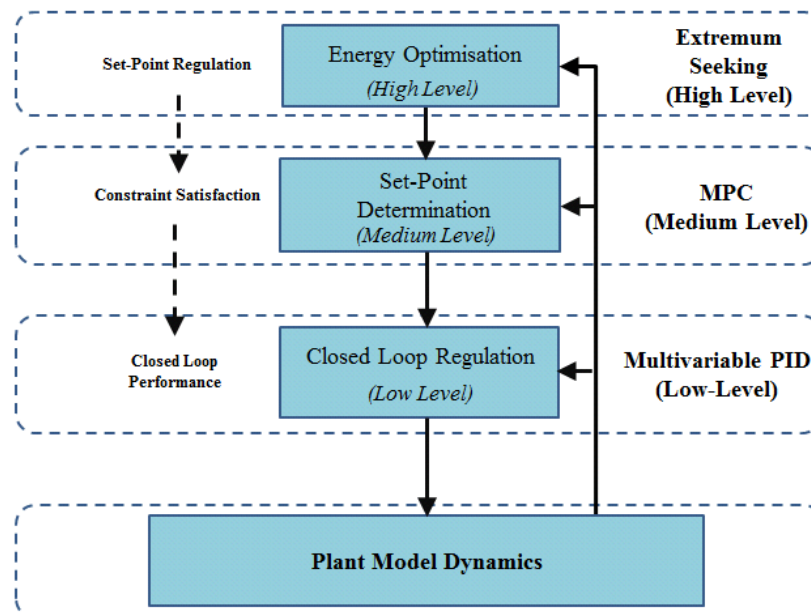 Set-Point Regulation
Energy Optimisation
(High Level)
Extremum
Seeking
(High Level)
Constraint Satisfaction
Set-Point
Determination
(Medium Level)
MPC
(Medium Level)
Closed Loop
Performance
Closed Loop Regulation
(Low Level)
Multivariable PID
(Low-Level)
Plant Model Dynamics